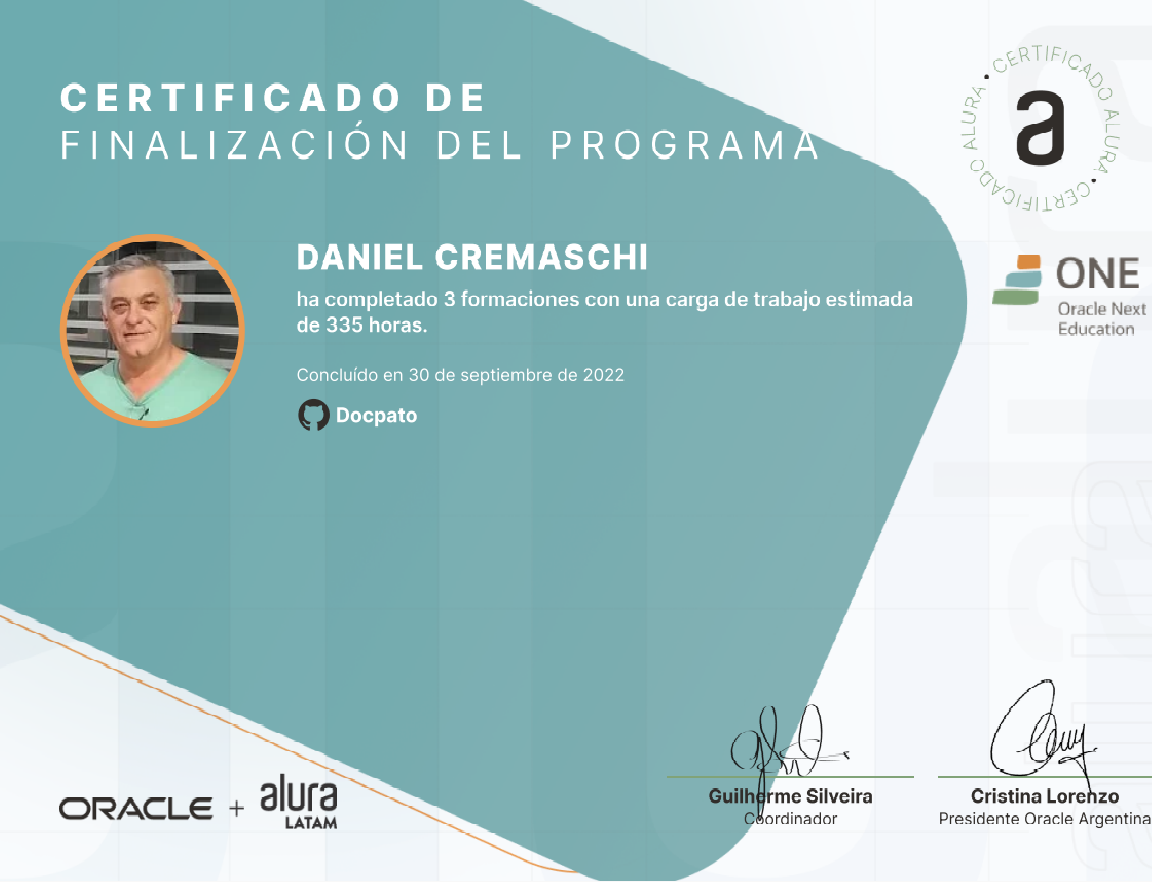 CERTIFICADO DE
FINALIZACIÓN DEL PROGRAMA
CERTIFICADO ALURA • CERTIFICADO ALURA •
a
DANIEL CREMASCHI
ha completado 3 formaciones con una carga de trabajo estimada
de 335 horas.
Concluído en 30 de septiembre de 2022
Docpato
ONE
Oracle Next
Education
ORACLE + alura
LATAM
Guilherme Silveira
Coordinador
Cristina Lorenzo
Presidente Oracle Argentina
alura